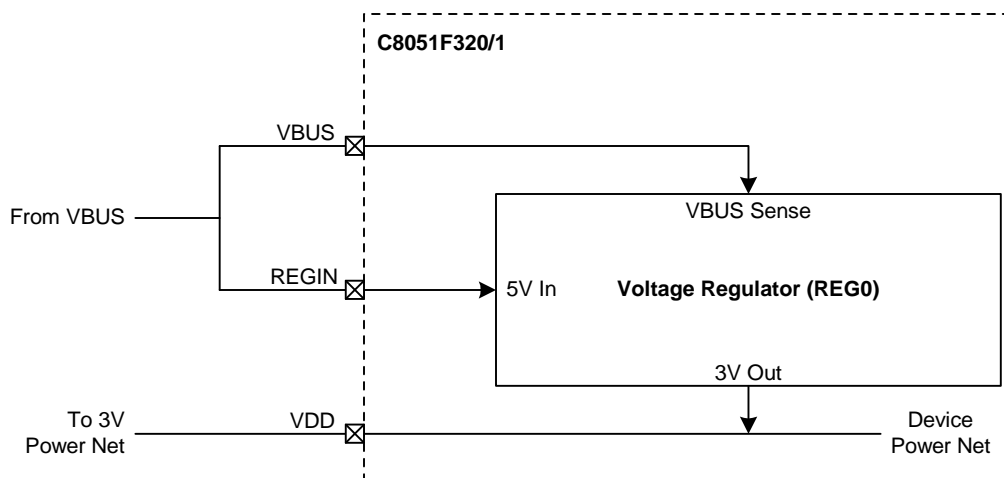 C8051F320/1
VBUS
From VBUS
VBUS Sense
REGIN
5V In
Voltage Regulator (REG0)
3V Out
To 3V
Power Net
VDD
Device
Power Net